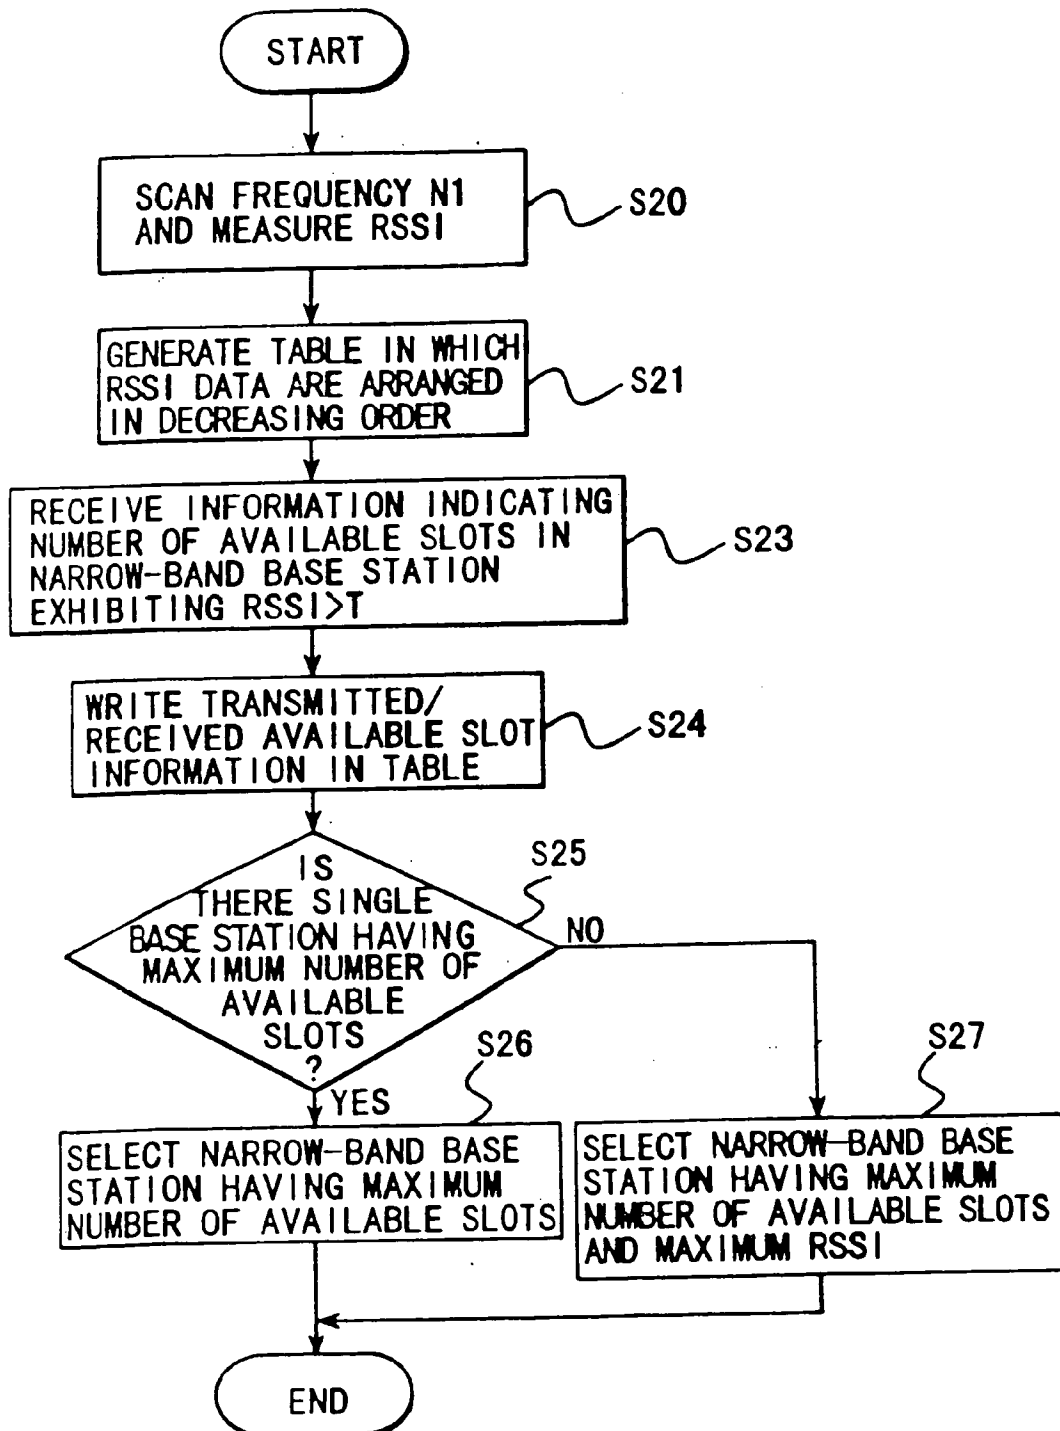 START
SCAN FREQUENCY N1
AND MEASURE RSSI
S20
GENERATE TABLE IN WHICH
RSSI DATA ARE ARRANGED
IN DECREASING ORDER
S21
RECEIVE INFORMATION INDICATING
NUMBER OF AVAILABLE SLOTS IN
NARROW-BAND BASE STATION
EXHIBITING RSSI>T
S23
WRITE TRANSMITTED/
RECEIVED AVAILABLE SLOT
INFORMATION IN TABLE
S24
IS
THERE SINGLE
BASE STATION HAVING
MAXIMUM NUMBER OF
AVAILABLE
SLOTS
?
S25
NO
YES
S26
SELECT NARROW-BAND BASE
STATION HAVING MAXIMUM
NUMBER OF AVAILABLE SLOTS
S27
SELECT NARROW-BAND BASE
STATION HAVING MAXIMUM
NUMBER OF AVAILABLE SLOTS
AND MAXIMUM RSSI
END